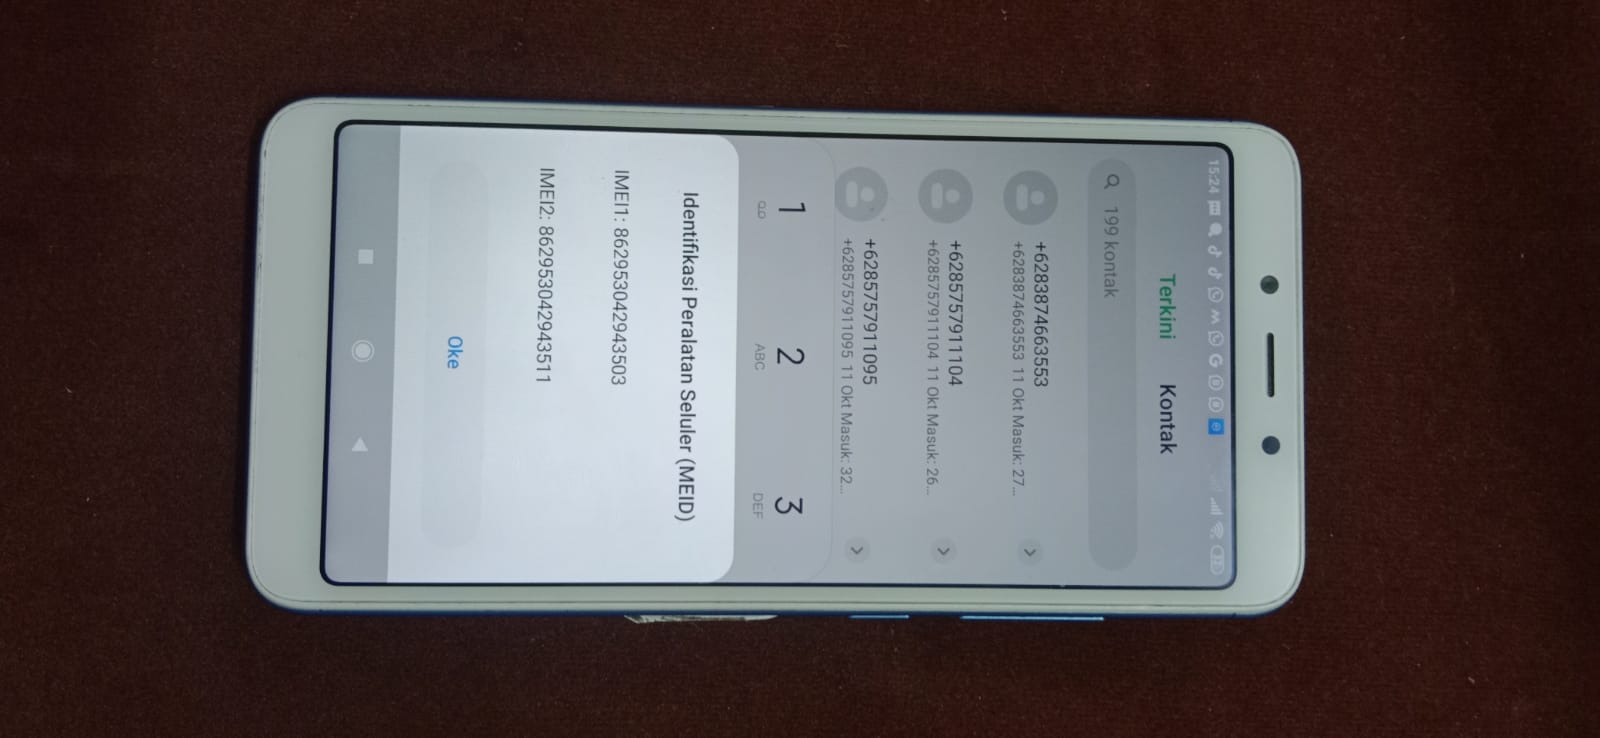 15:24
Terkini Kontak
199 kontak
+6283874663553
+6283874663553 11 Okt Masuk: 27...
+6285757911104
+6285757911104 11 Okt Masuk: 26...
+6285757911095
+6285757911095 11 Okt Masuk: 32...
1 2 3
ABC DEF
Identifikasi Peralatan Seluler (MEID)
IMEI1: 862953042943503
IMEI2: 862953042943511
Oke